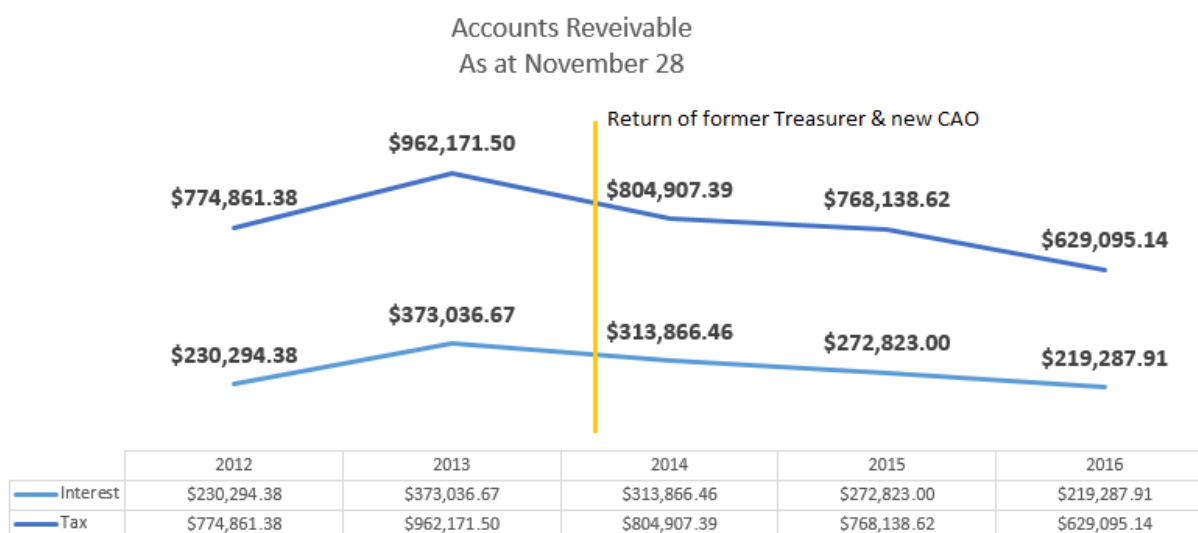 Accounts Reveivable
As at November 28
Return of former Treasurer & new CAO
$962,171.50
$774,861.38
$804,907.39
$768,138.62
$629,095.14
$373,036.67
$230,294.38
$313,866.46
$272,823.00
$219,287.91
2012 2013 2014 2015 2016
Interest $230,294.38 $373,036.67 $313,866.46 $272,823.00 $219,287.91
Tax $774,861.38 $962,171.50 $804,907.39 $768,138.62 $629,095.14